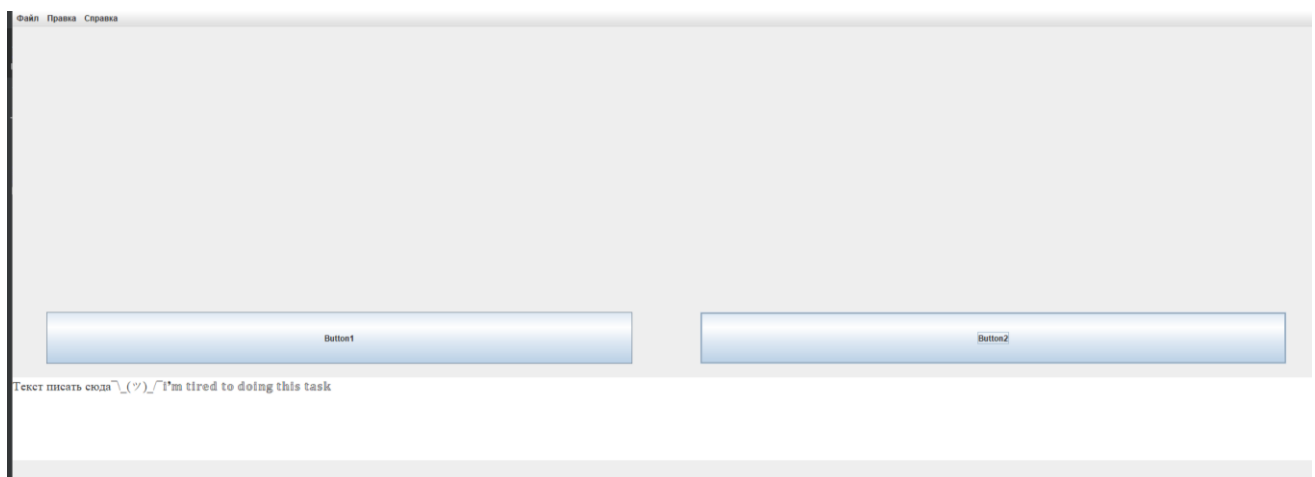 Файл Правка Справка
Button1 Button2
Текст писать сюда¯\_(ツ)_/¯I'm tired to doing this task